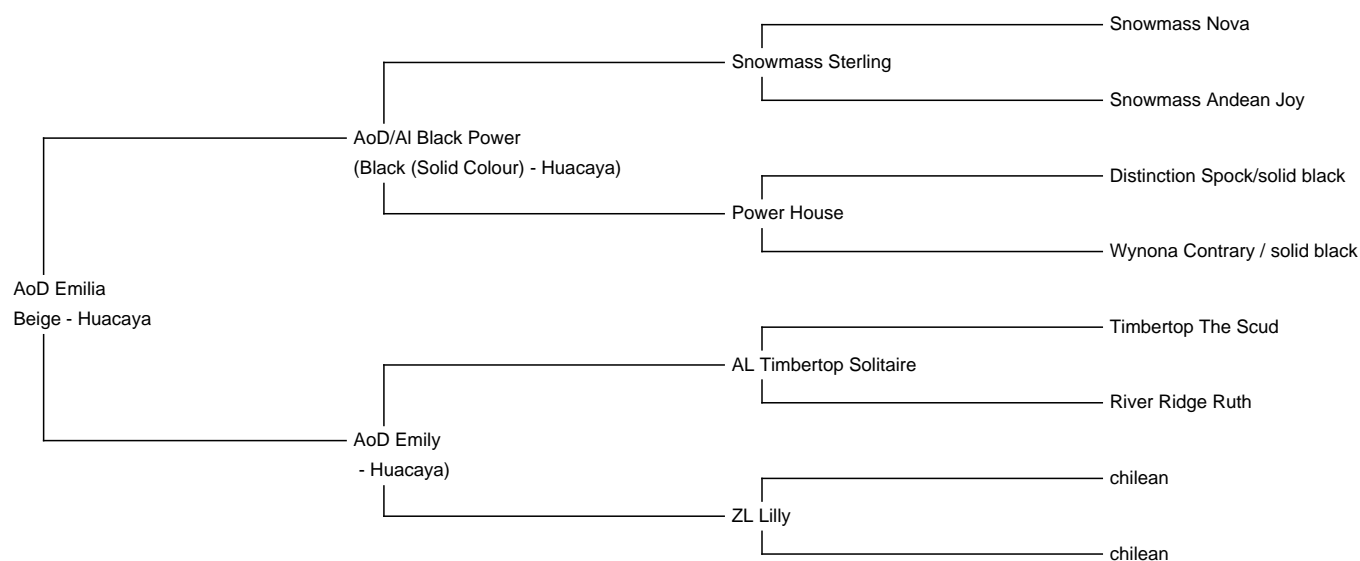 Snowmass Nova
Snowmass Sterling
Snowmass Andean Joy
AoD/Al Black Power
(Black (Solid Colour) - Huacaya)
Distinction Spock/solid black
Power House
Wynona Contrary / solid black
AoD Emilia
Beige - Huacaya
Timbertop The Scud
AL Timbertop Solitaire
River Ridge Ruth
AoD Emily
- Huacaya)
chilean
ZL Lilly
chilean